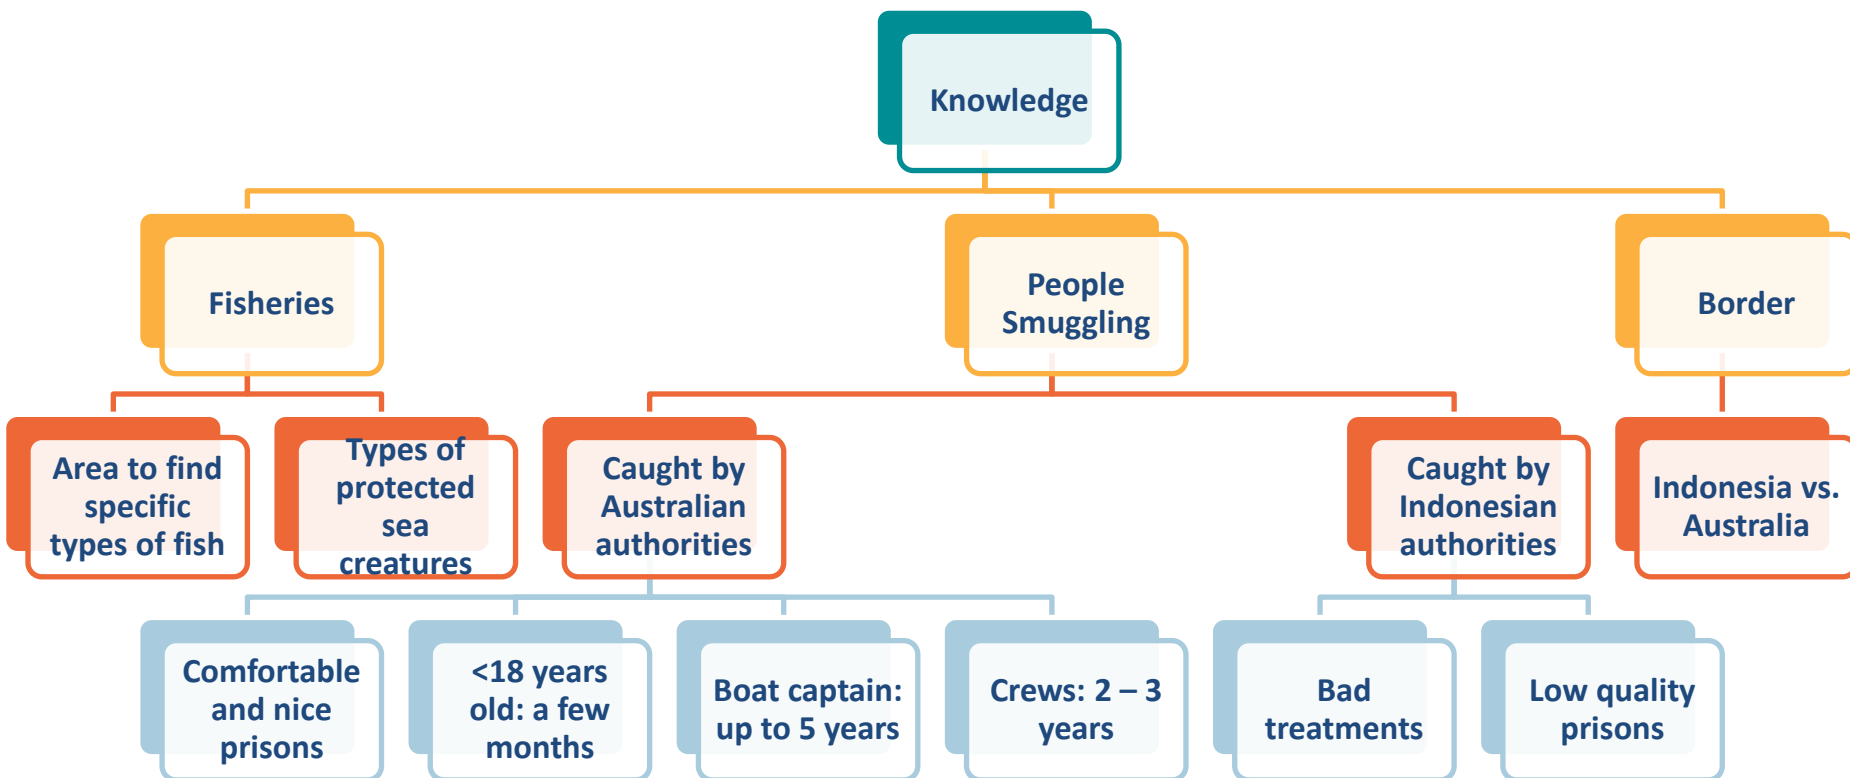 Knowledge
Fisheries
People
Smuggling
Border
Area to find
specific
types of fish
Types of
protected
sea
creatures
Caught by
Australian
authorities
Caught by
Indonesian
authorities
Indonesia vs.
Australia
Comfortable
and nice
prisons
<18 years
old: a few
months
Boat captain:
up to 5 years
Crews: 2 – 3
years
Bad
treatments
Low quality
prisons